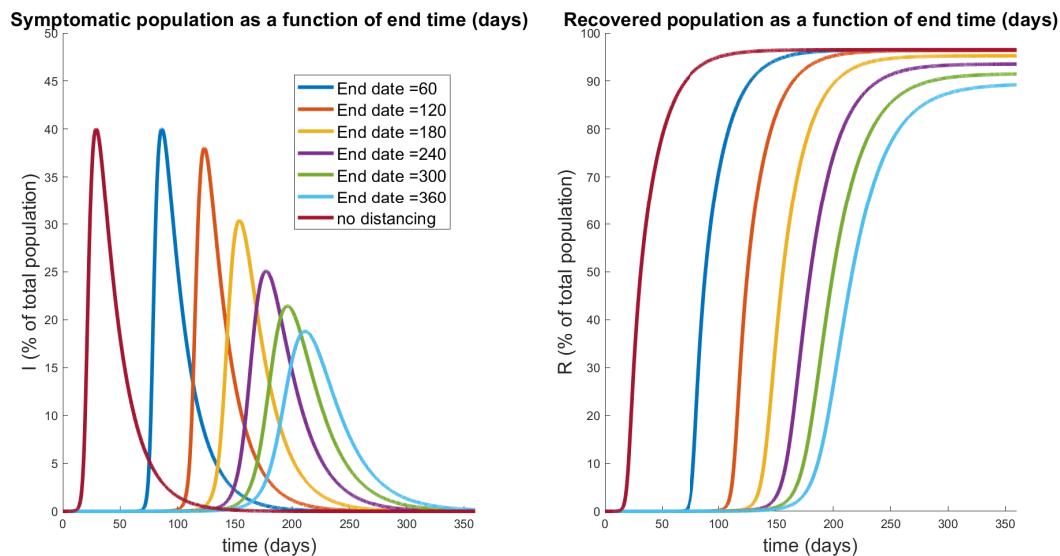 Symptomatic population as a function of end time (days)
50
45
40
35
30
25
20
15
10
5
0
I (% of total population)
0 50 100 150 200 250 300 350
time (days)
End date =60
End date =120
End date =180
End date =240
End date =300
End date =360
no distancing
Recovered population as a function of end time (days)
100
90
80
70
60
50
40
30
20
10
0
R (% of total population)
0 50 100 150 200 250 300 350
time (days)